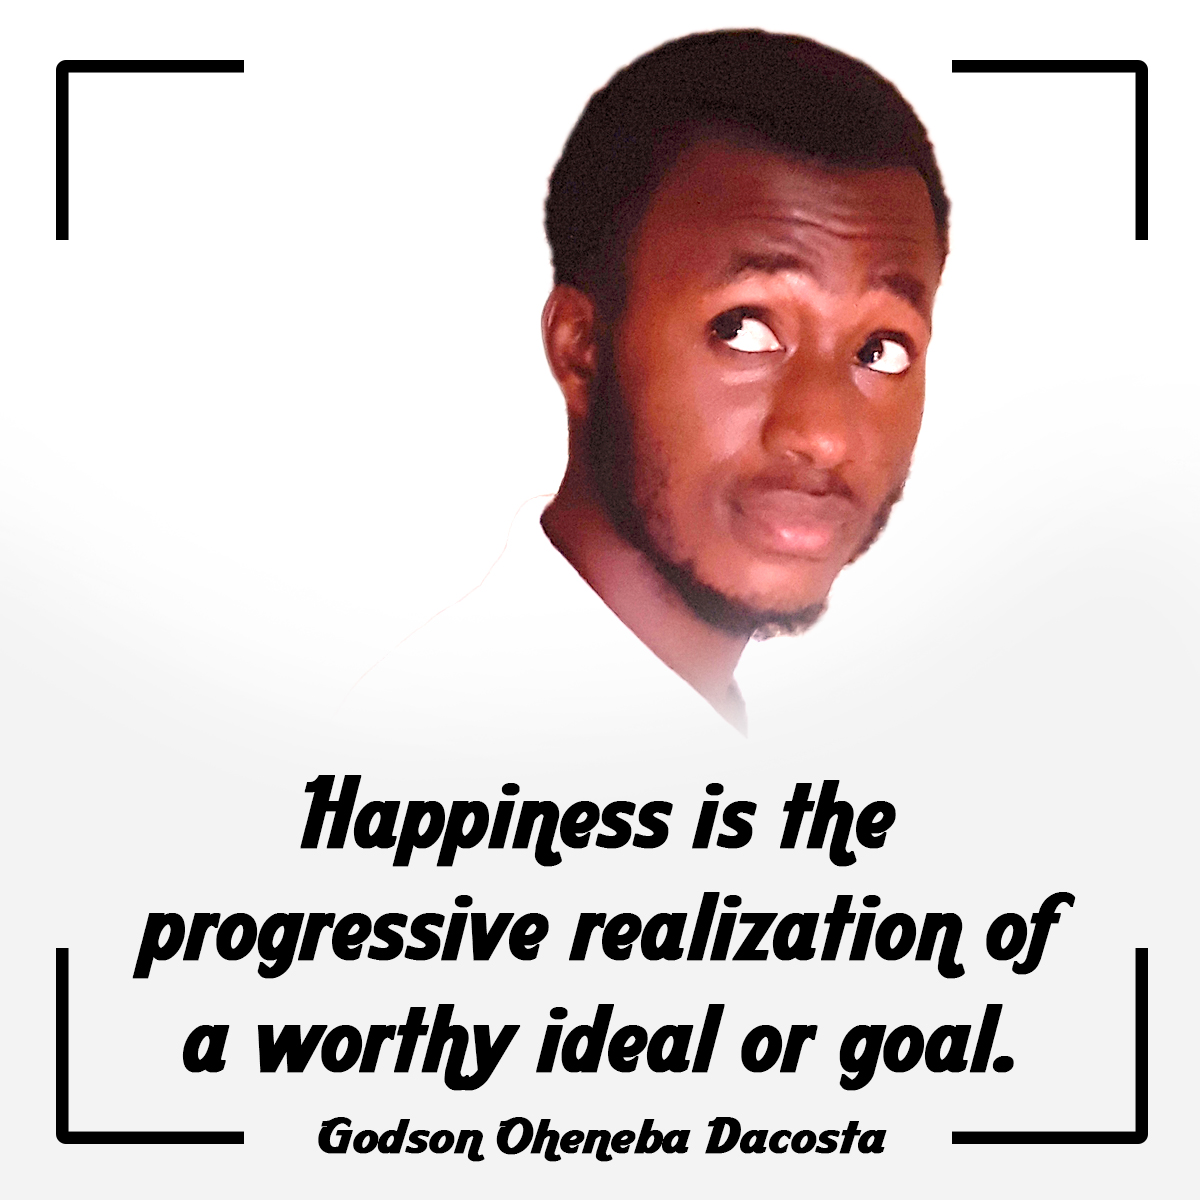 Happiness is the
progressive realization of
a worthy ideal or goal.
Godson Oheneba Dacosta